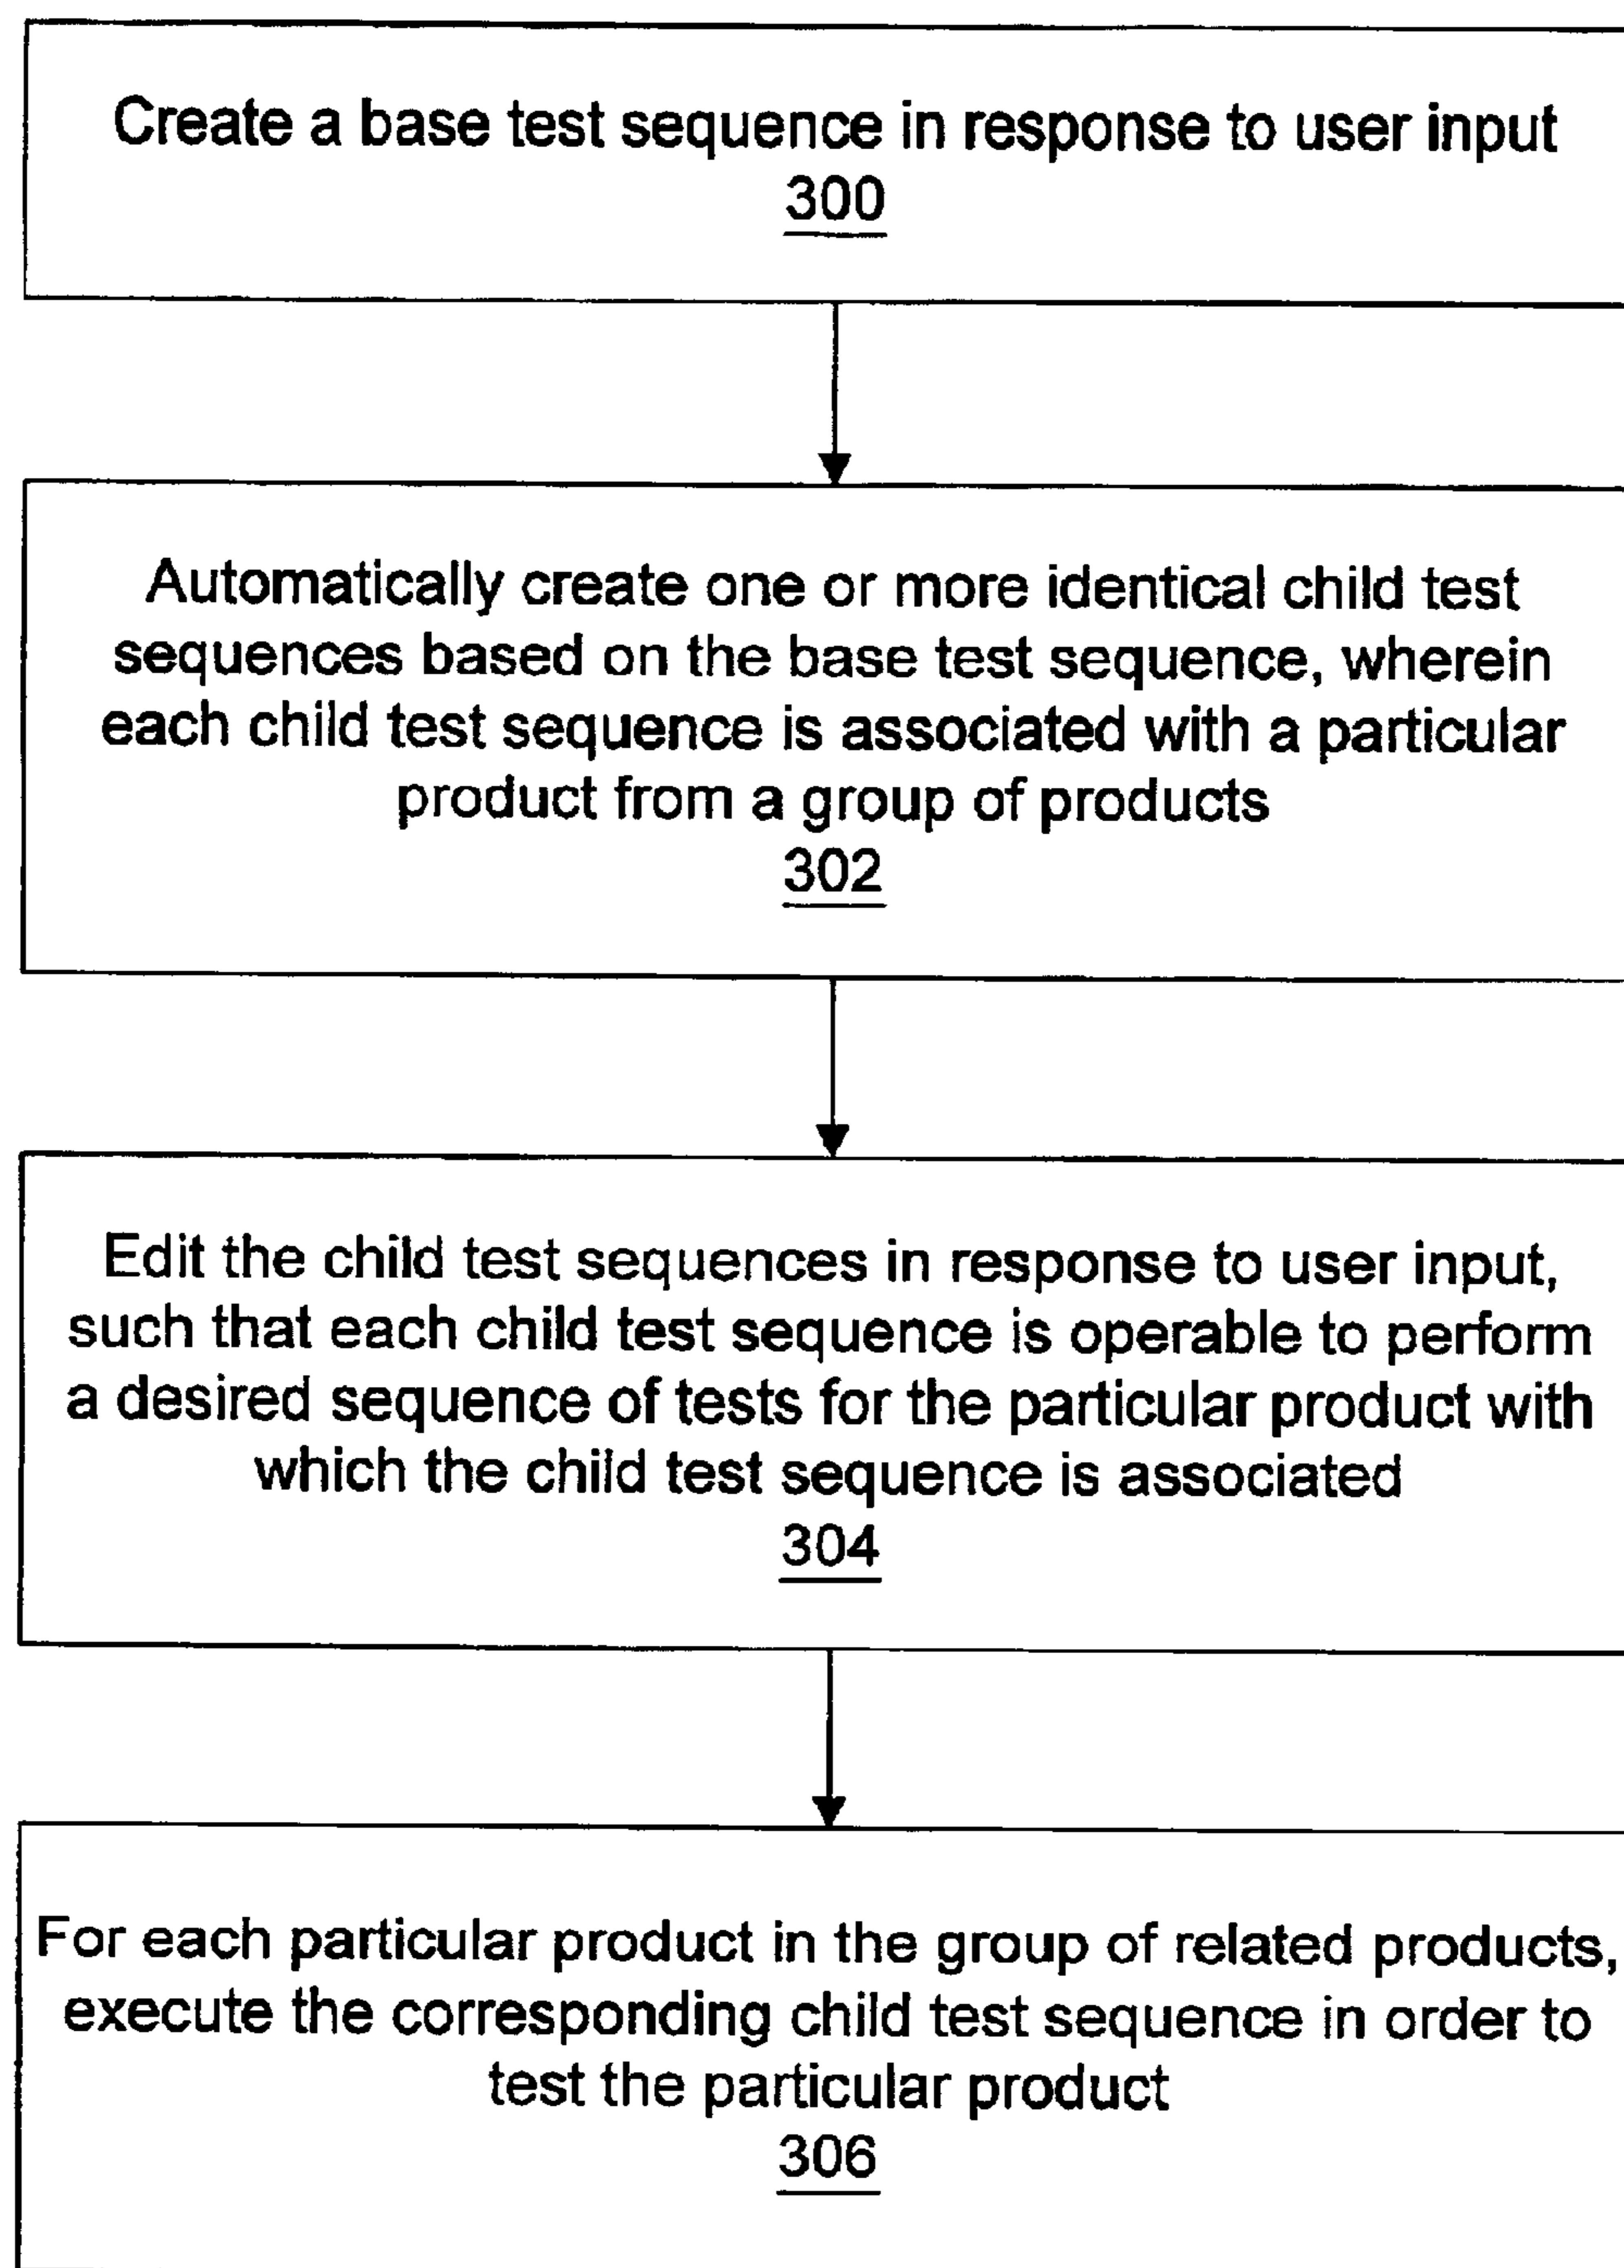 Create a base test sequence in response to user input
300
Automatically create one or more identical child test
sequences based on the base test sequence, wherein
each child test sequence is associated with a particular
product from a group of products
302
Edit the child test sequences in response to user input,
such that each child test sequence is operable to perform
a desired sequence of tests for the particular product with
which the child test sequence is associated
304
For each particular product in the group of related products,
execute the corresponding child test sequence in order to
test the particular product
306